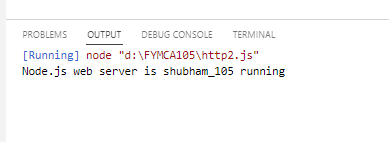 PROBLEMS OUTPUT DEBUG CONSOLE TERMINAL
[Running] node "d:\FYMCA105\http2.js"
Node.js web server is shubham_105 running